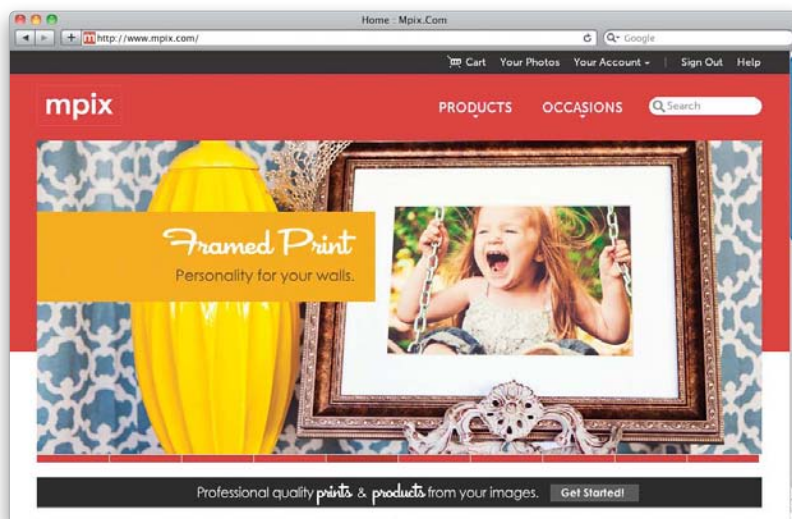 Home : Mpix.Com
http://www.mpix.com/
Google
Cart Your Photos Your Account Sign Out Help
mpix
PRODUCTS OCCASIONS Search
Framed Print
Personality for your walls.
Professional quality prints & products from your images. Get Started!